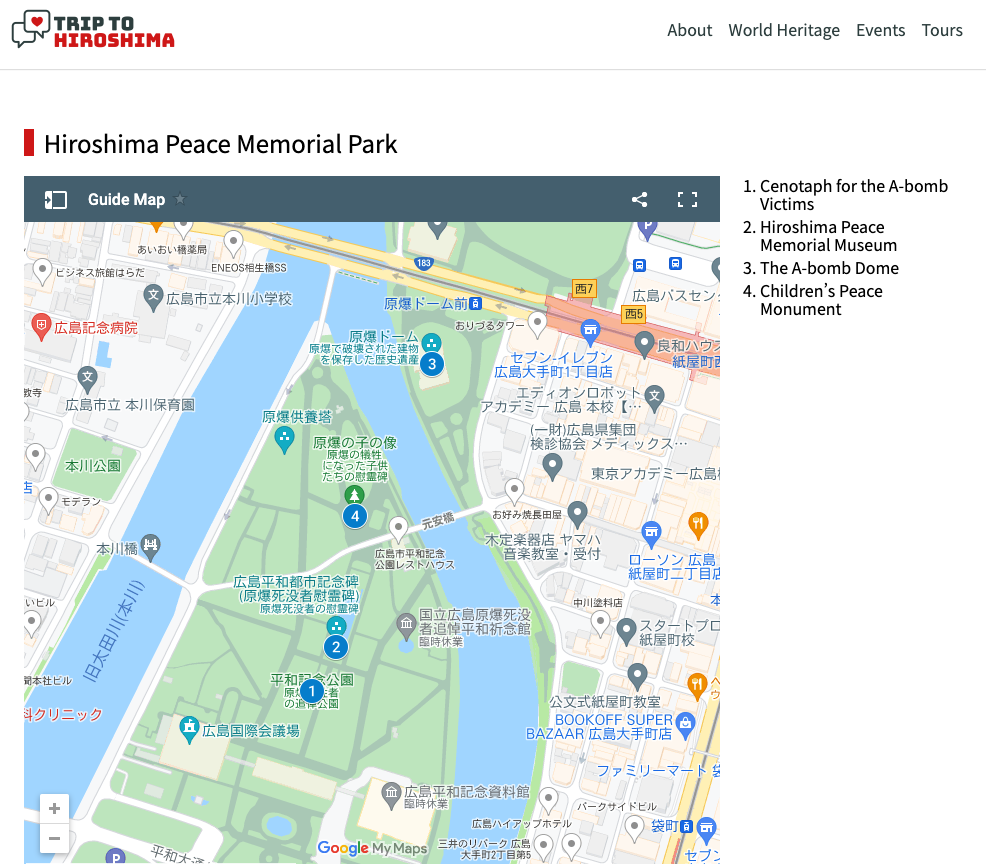 TRIP TO
HIROSHIMA
About
World Heritage
Events
Tours
Hiroshima Peace Memorial Park
Guide Map
1. Cenotaph for the A-bomb
Victims
2. Hiroshima Peace
Memorial Museum
3. The A-bomb Dome
4. Children's Peace
Monument
あいおい橋薬局
ENEOS相生橋SS
183
ビジネス旅館はらだ
広島市立本川小学校
原爆ドーム前
西7
広島バスセン
西5
広島記念病院
おりづるタワー
原爆ドーム
原爆で破壊された建物
を保存した歴史遺産
3
良和ハウス
紙屋町西
セブン-イレブン
広島大手町1丁目店
広島市立 本川保育園
エディオンロボット
アカデミー 広島 本校【…
原爆供養塔
(一財)広島県集団
検診協会 メディックス…
原爆の子の像
原爆の犠牲
になった子供
たちの慰霊碑
4
本川公園
東京アカデミー広島校
モデラン
お好み焼長田屋
元安橋
本川橋
広島市平和記念
公園レストハウス
木定楽器店 ヤマハ
音楽教室・受付
ローソン 広島
紙屋町二丁目店
広島平和都市記念碑
(原爆死没者慰霊碑)
原爆死没者の慰霊碑
2
旧太田川(本川)
国立広島原爆死没
者追悼平和祈念館
臨時休業
中川塗料店
スタートプロ
紙屋町校
平和記念公園
1
の追悼公園
公文式紙屋町教室
BOOKOFF SUPER
BAZAAR 広島大手町店
聞本社ビル
科クリニック
広島国際会議場
ファミリーマート 袋
広島平和記念資料館
臨時休業
パークサイドビル
広島ハイアップホテル
袋町
三井のリパーク 広島
大手町2丁目第5
セブン
平和大通
Google My Maps
+
−